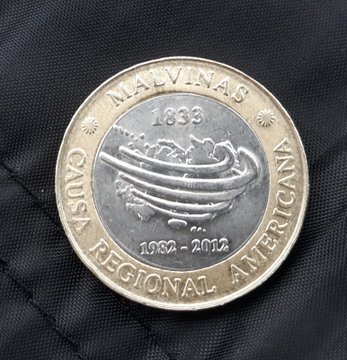 MALVINAS
1833
1982 - 2012
CAUSA REGIONAL AMERICANA